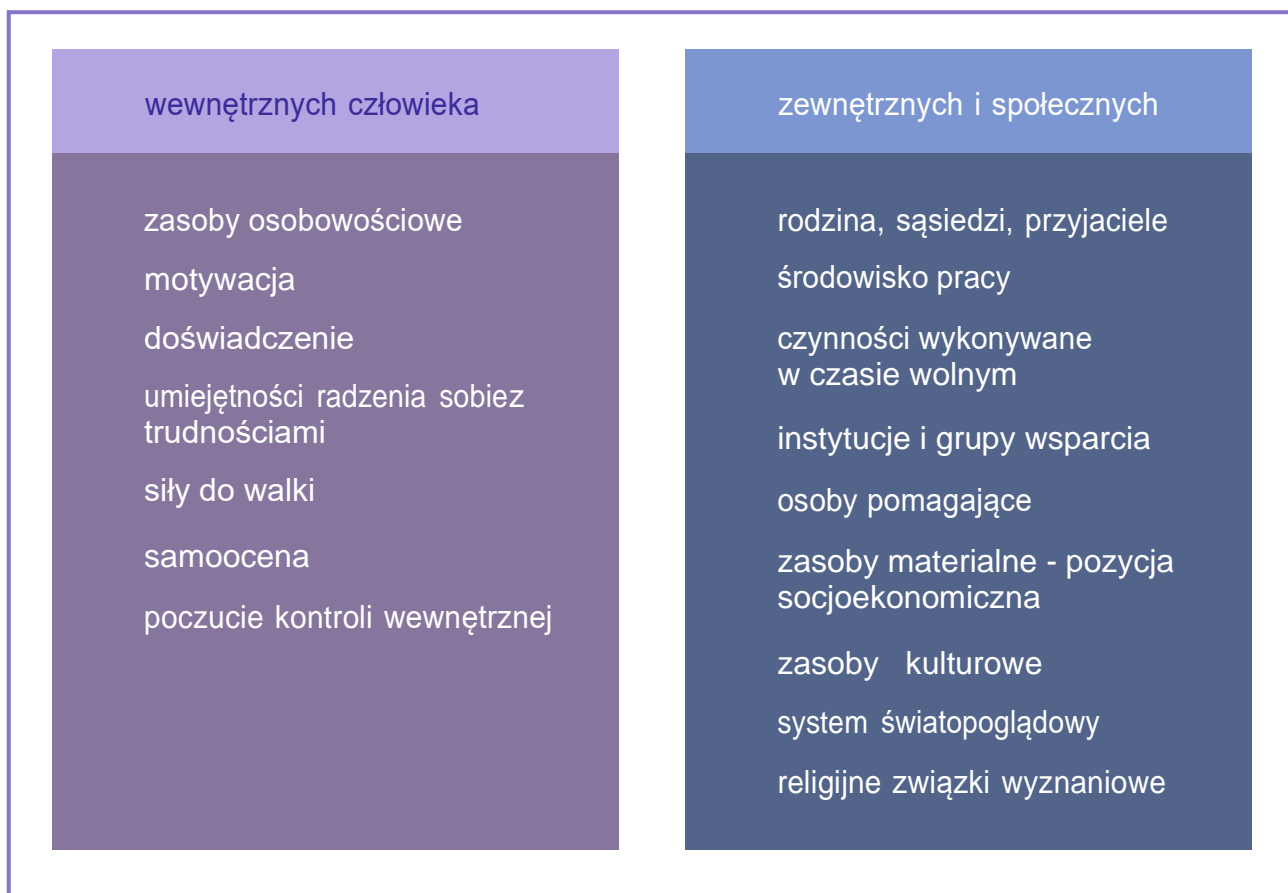 wewnętrznych człowieka
zasoby osobowościowe
motywacja
doświadczenie
umiejętności radzenia sobiez
trudnościami
siły do walki
samoocena
poczucie kontroli wewnętrznej
zewnętrznych i społecznych
rodzina, sąsiedzi, przyjaciele
środowisko pracy
czynności wykonywane
w czasie wolnym
instytucje i grupy wsparcia
osoby pomagające
zasoby materialne - pozycja
socjoekonomiczna
zasoby kulturowe
system światopoglądowy
religijne związki wyznaniowe